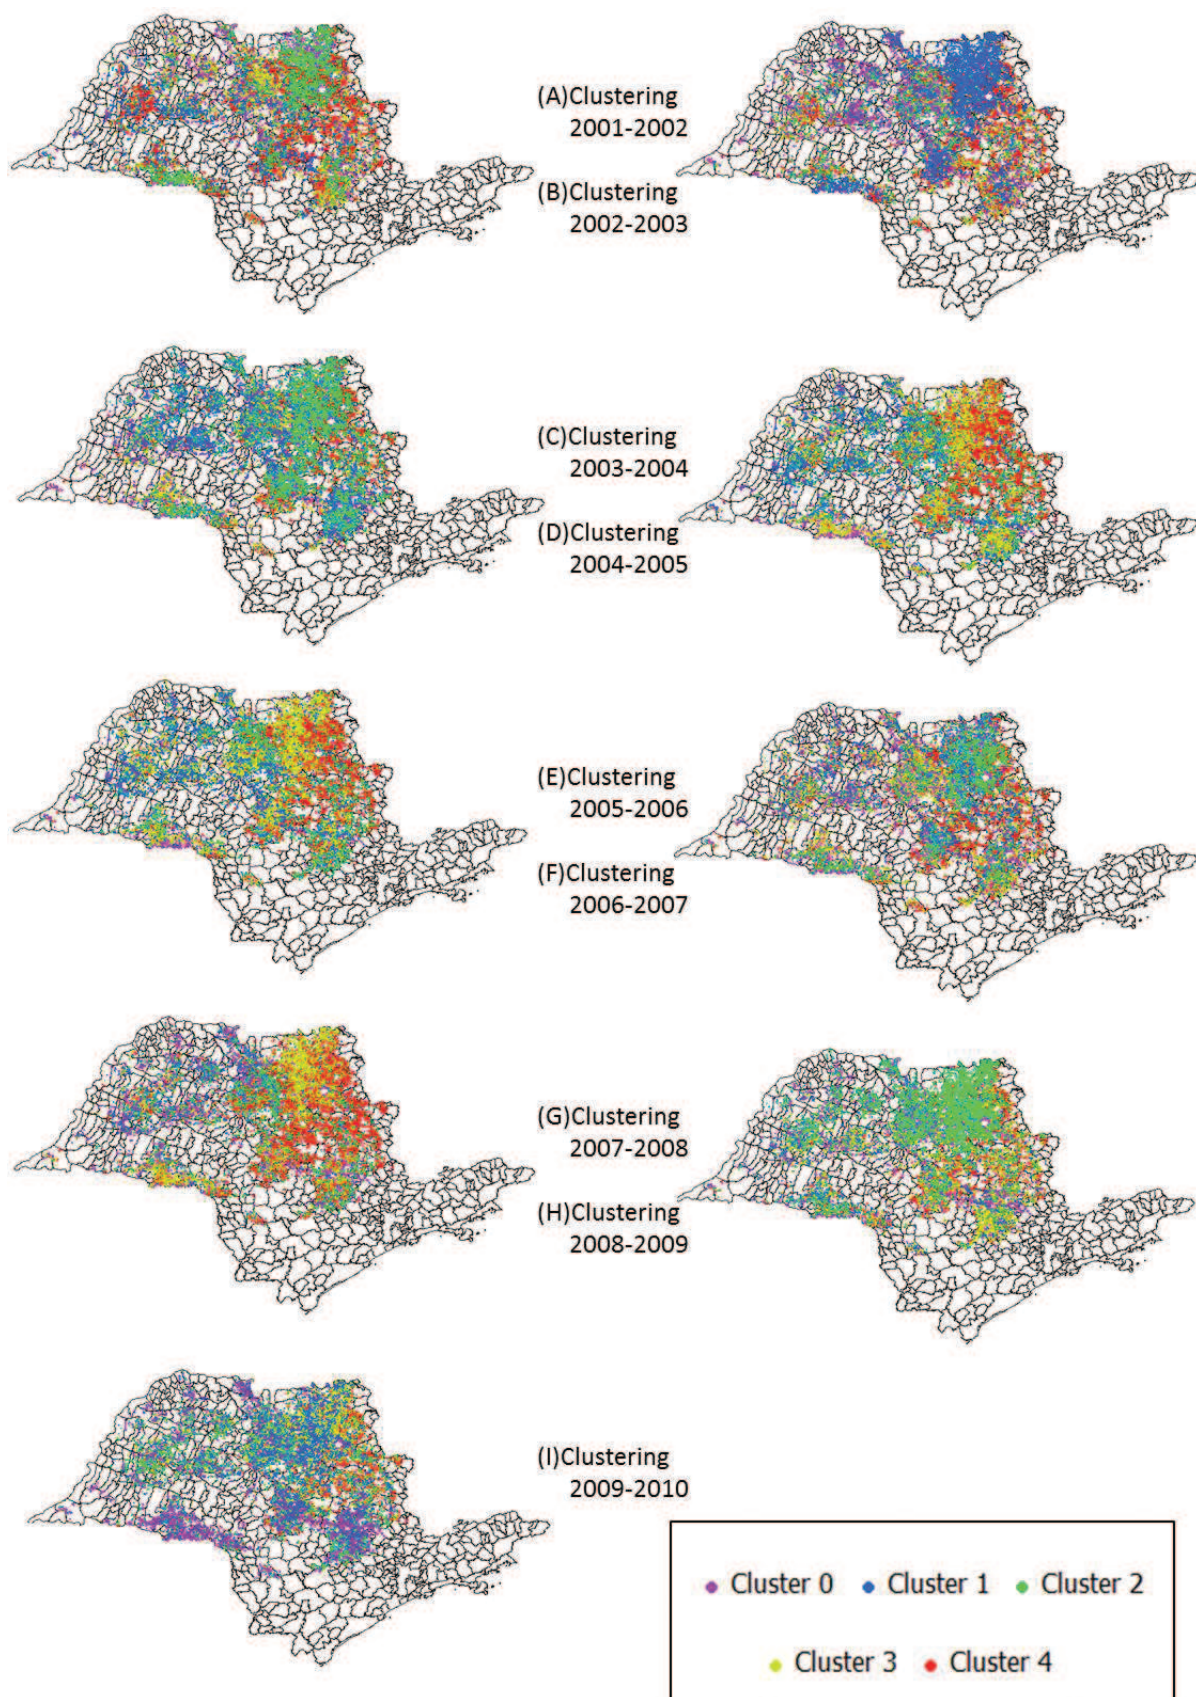 (A)Clustering
2001-2002
(B)Clustering
2002-2003
(C)Clustering
2003-2004
(D)Clustering
2004-2005
(E)Clustering
2005-2006
(F)Clustering
2006-2007
(G)Clustering
2007-2008
(H)Clustering
2008-2009
(I)Clustering
2009-2010
Cluster 0 Cluster 1 Cluster 2
Cluster 3 Cluster 4